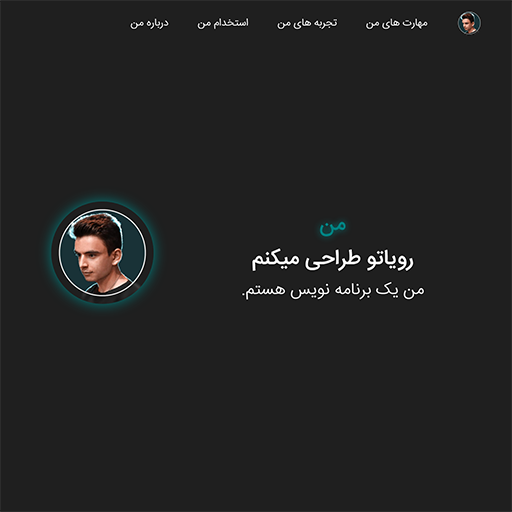 مهارت های من تجربه های من استخدام من درباره من
من
رویاتو طراحی میکنم
من یک برنامه نویس هستم.